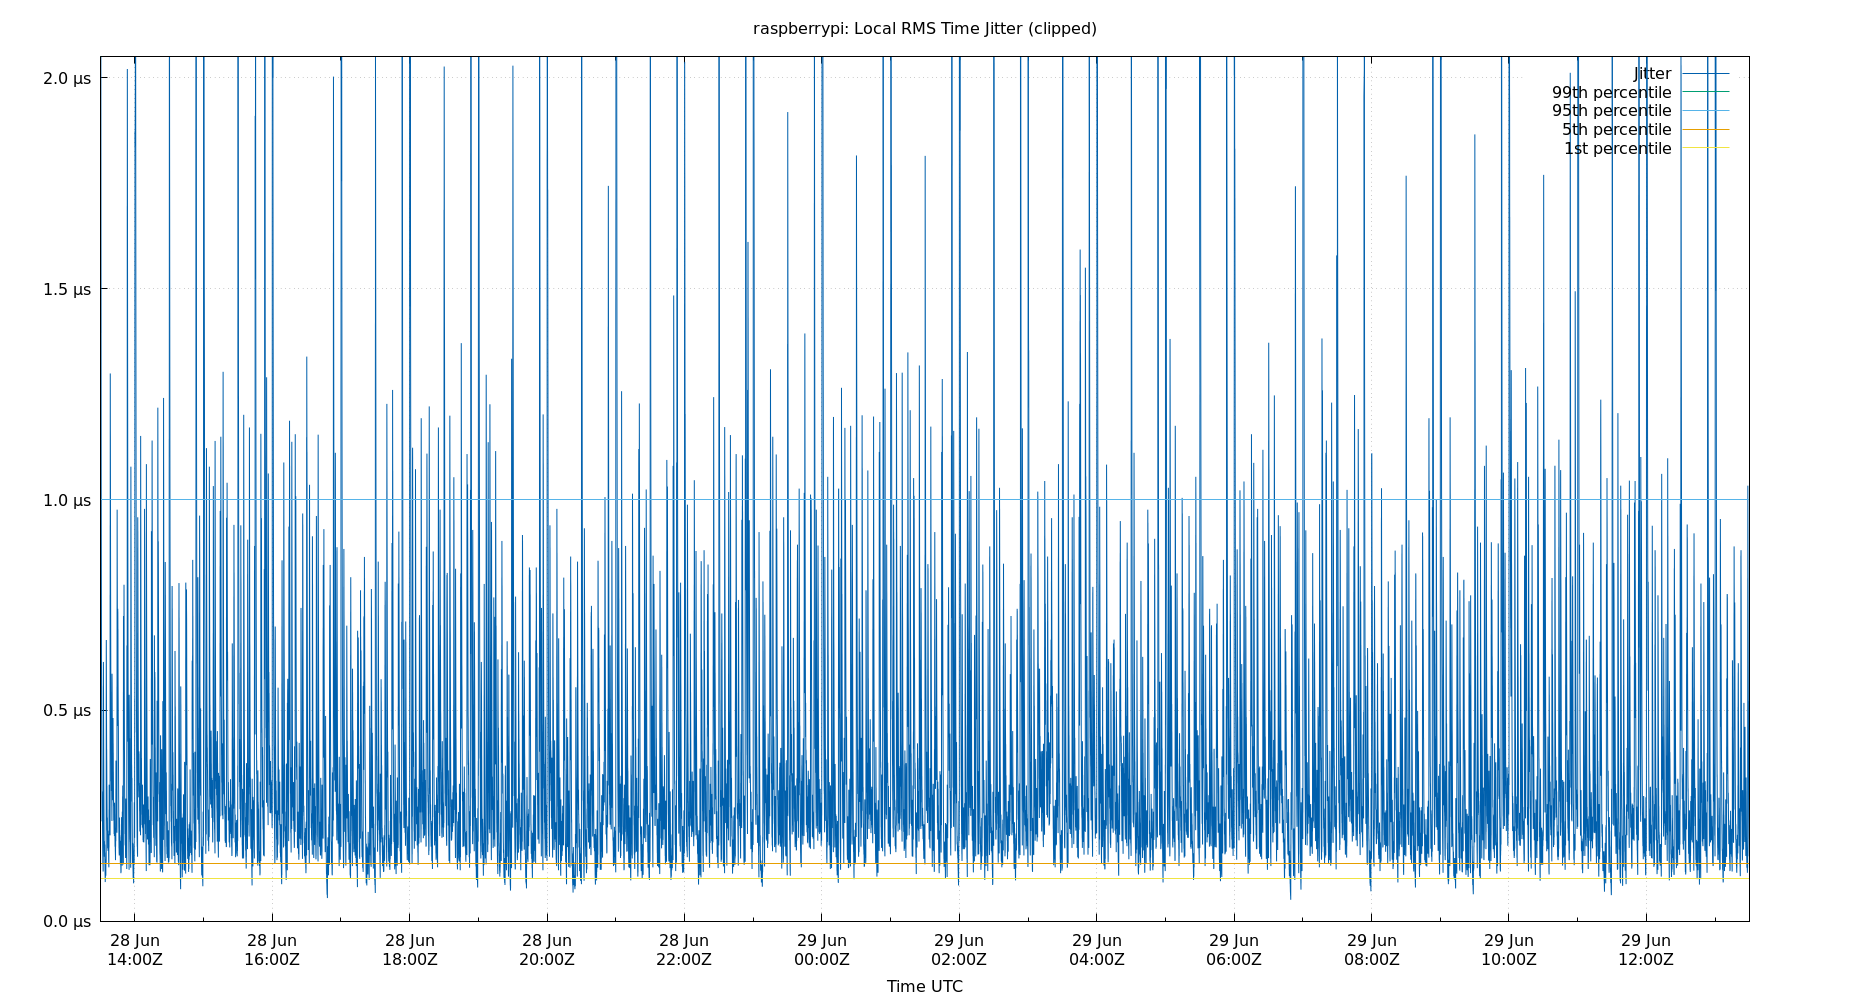 raspberrypi: Local RMS Time Jitter (clipped)
2.0 µs
1.5 µs
1.0 µs
0.5 µs
0.0 µs
Jitter
99th percentile
95th percentile
5th percentile
1st percentile
28 Jun
14:00Z
28 Jun
16:00Z
28 Jun
18:00Z
28 Jun
20:00Z
28 Jun
22:00Z
29 Jun
00:00Z
29 Jun
02:00Z
29 Jun
04:00Z
29 Jun
06:00Z
29 Jun
08:00Z
29 Jun
10:00Z
29 Jun
12:00Z
Time UTC